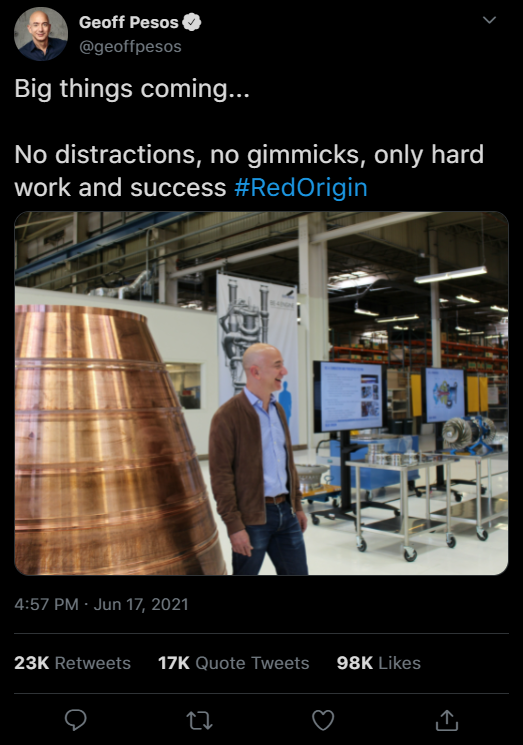 Geoff Pesos
@geoffpesos
Big things coming...
No distractions, no gimmicks, only hard
work and success #RedOrigin
4:57 PM · Jun 17, 2021
23K Retweets 17K Quote Tweets 98K Likes